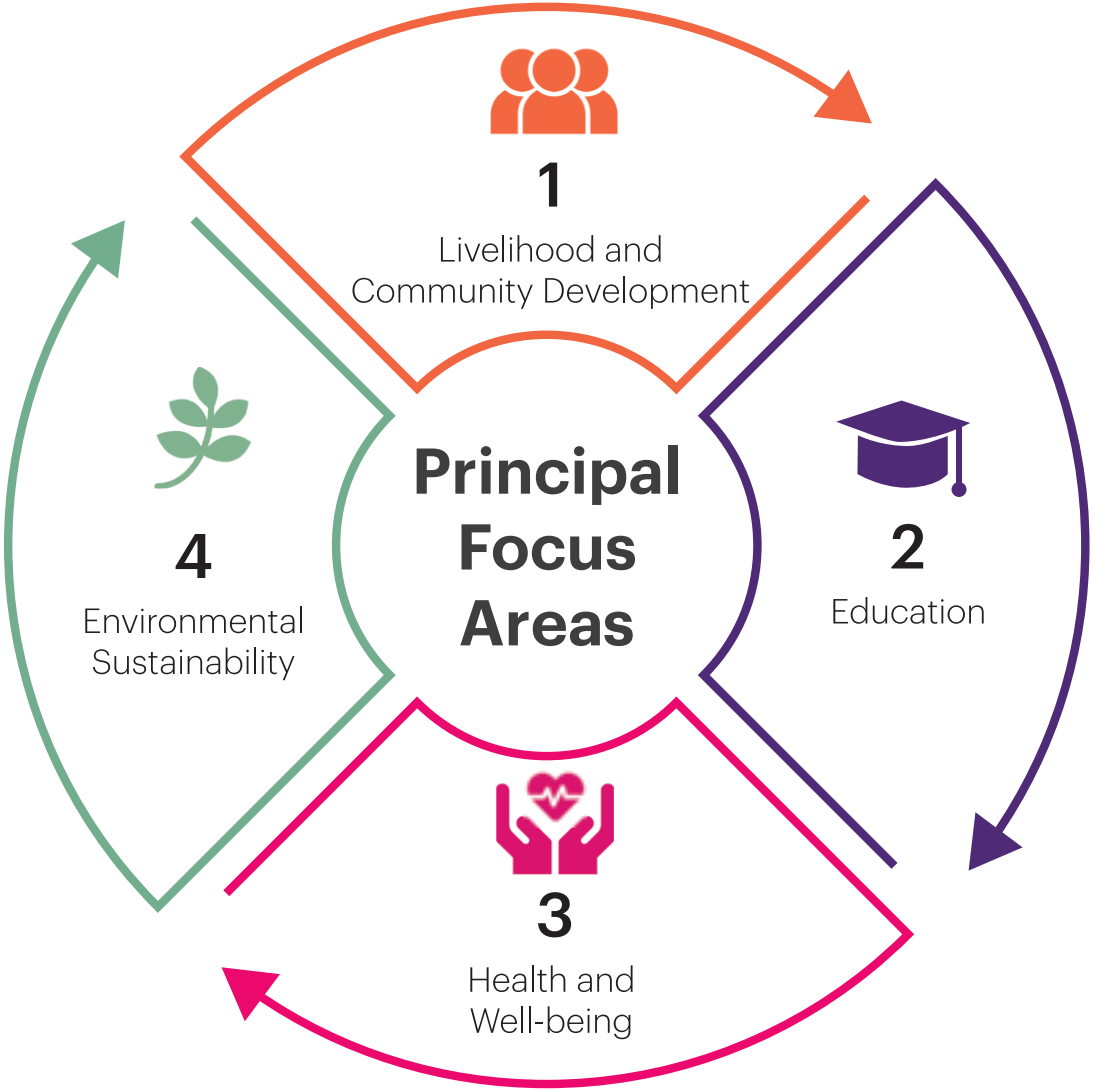 1
Livelihood and
Community Development
2
Education
3
Health and
Well-being
4
Environmental
Sustainability
Principal
Focus
Areas